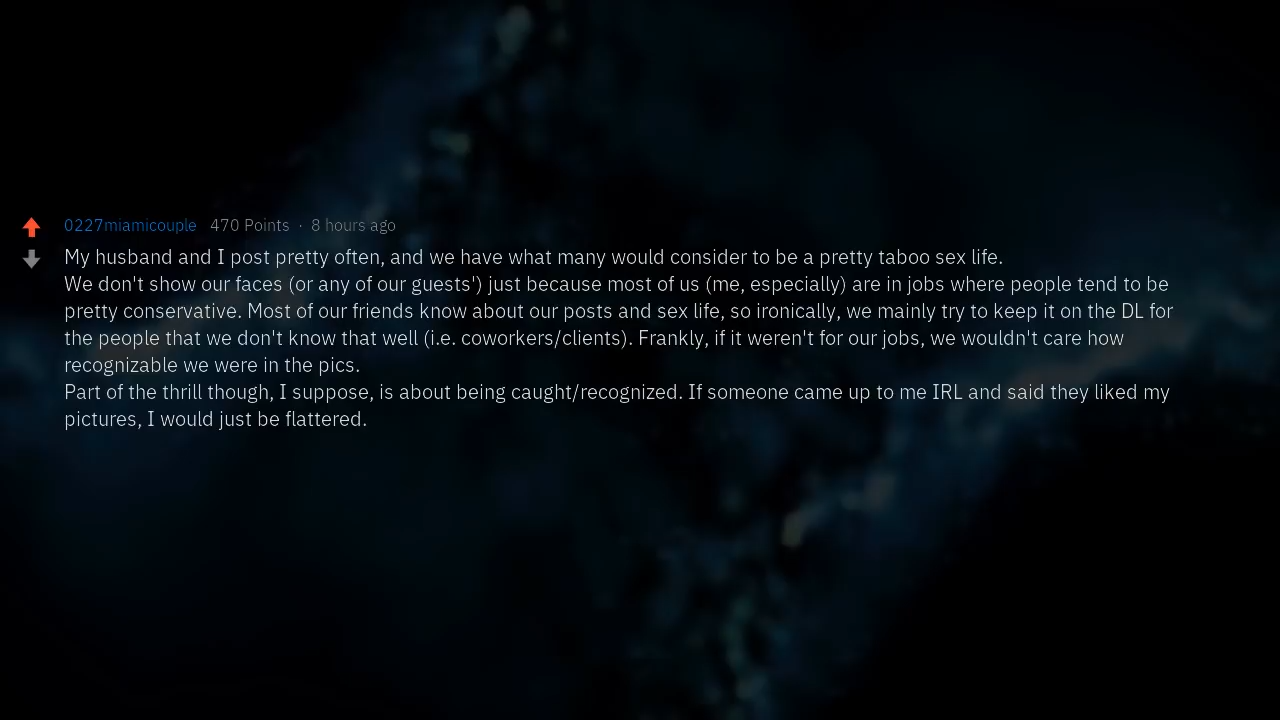 0227miamicouple 470 Points · 8 hours ago
My husband and I post pretty often, and we have what many would consider to be a pretty taboo sex life.
We don't show our faces (or any of our guests') just because most of us (me, especially) are in jobs where people tend to be
pretty conservative. Most of our friends know about our posts and sex life, so ironically, we mainly try to keep it on the DL for
the people that we don't know that well (i.e. coworkers/clients). Frankly, if it weren't for our jobs, we wouldn't care how
recognizable we were in the pics.
Part of the thrill though, I suppose, is about being caught/recognized. If someone came up to me IRL and said they liked my
pictures, I would just be flattered.